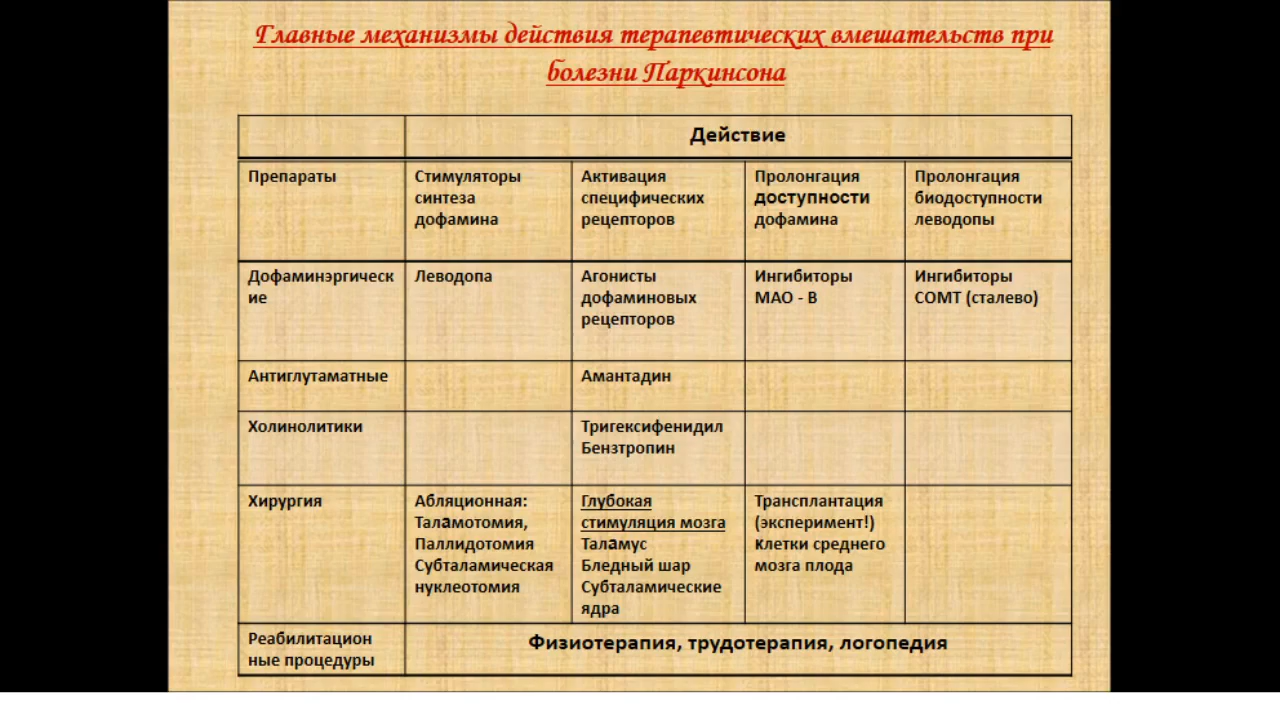 Главные механизмы действия терапевтических вмешательств при
болезни Паркинсона
Действие
Препараты
Стимуляторы
синтеза
дофамина
Активация
специфических
рецепторов
Пролонгация
доступности
дофамина
Пролонгация
биодоступности
леводопы
Дофаминэргическ
ие
Леводопа
Агонисты
дофаминовых
рецепторов
Ингибиторы
МАО - В
Ингибиторы
СОМТ (сталево)
Антиглутаматные
Амантадин
Холинолитики
Тригексифенидил
Бензтропин
Хирургия
Абляционная:
Таламотомия,
Паллидотомия
Субталамическая
нуклеотомия
Глубокая
стимуляция мозга
Таламус
Бледный шар
Субталамические
ядра
Трансплантация
(эксперимент!)
клетки среднего
мозга плода
Реабилитацион
ные процедуры
Физиотерапия, трудотерапия, логопедия